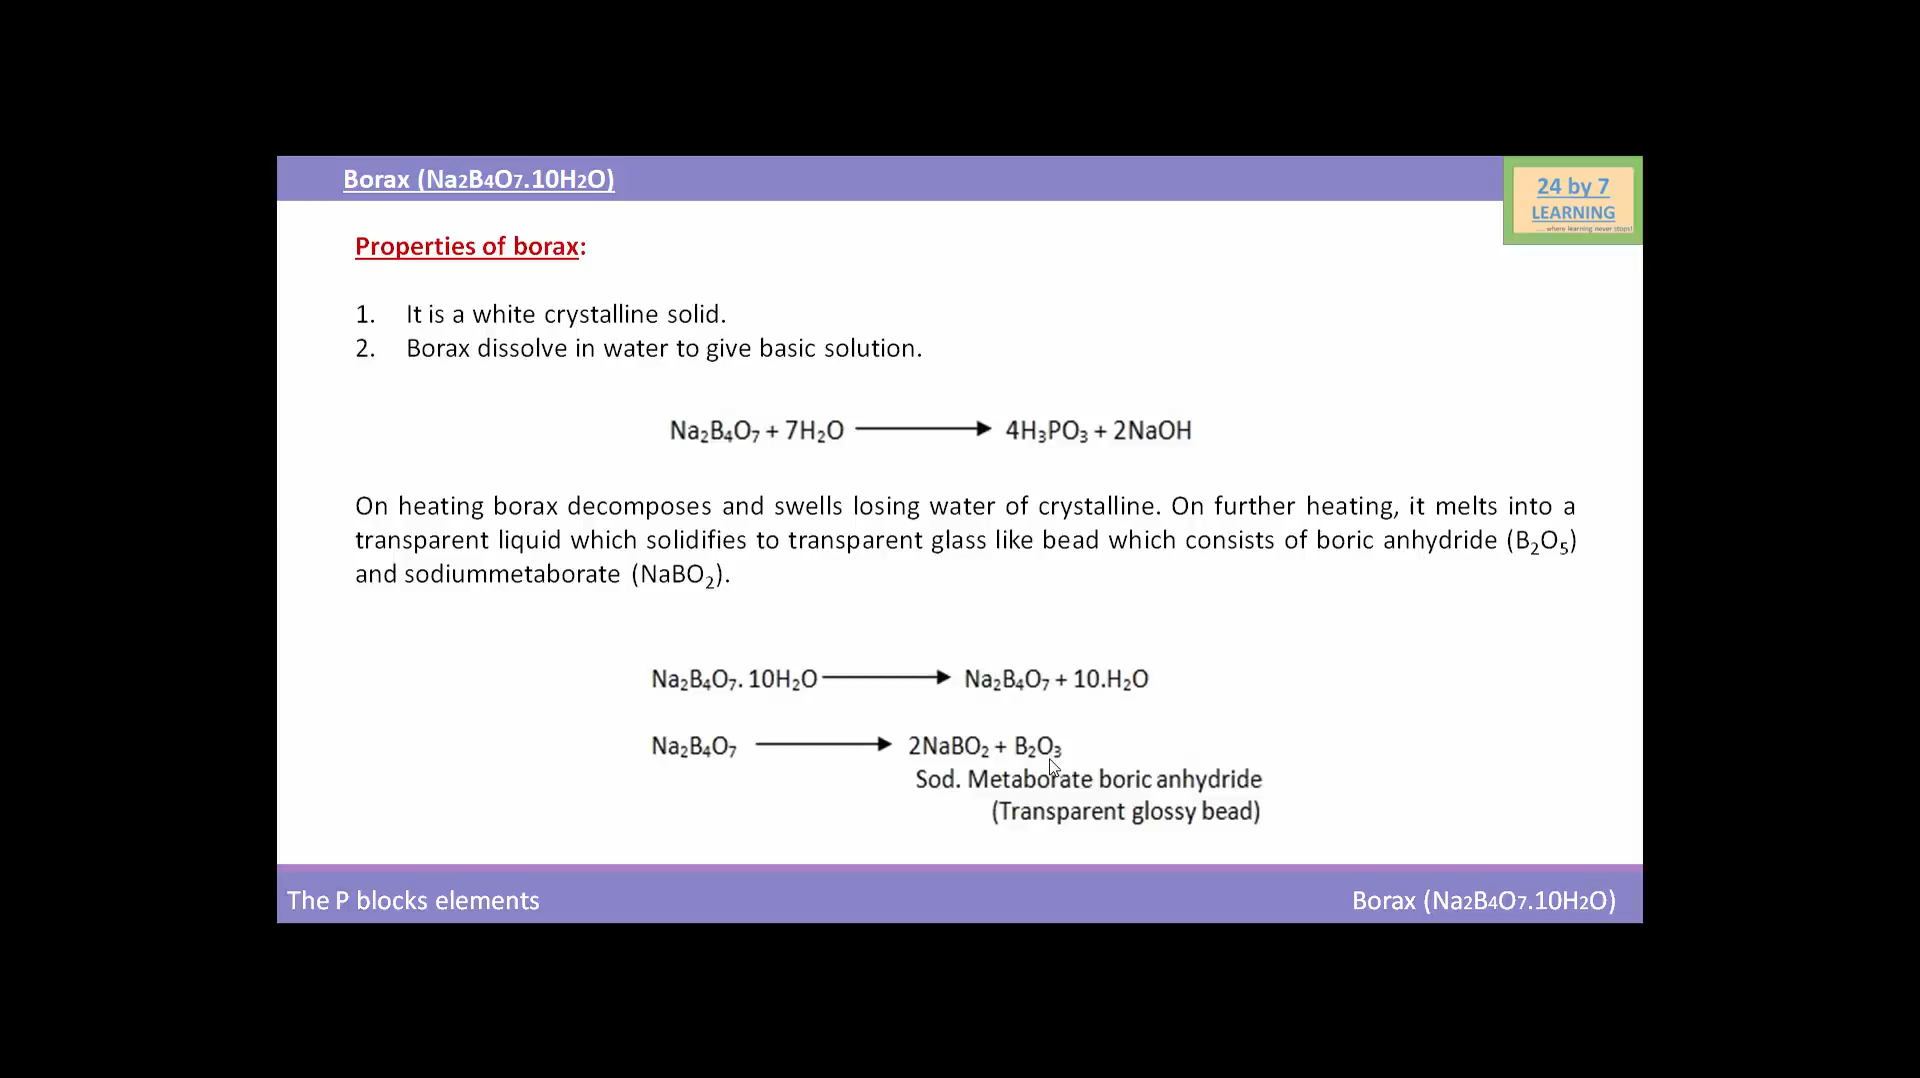 Borax (Na2B4O7.10H2O)
24 by 7
LEARNING
.... where learning never stops!
Properties of borax:
1. It is a white crystalline solid.
2. Borax dissolve in water to give basic solution.
Na₂B₄O₇ + 7H₂O ⟶ 4H₃PO₃ + 2NaOH
On heating borax decomposes and swells losing water of crystalline. On further heating, it melts into a
transparent liquid which solidifies to transparent glass like bead which consists of boric anhydride (B₂O₅)
and sodiummetaborate (NaBO₂).
Na₂B₄O₇. 10H₂O ⟶ Na₂B₄O₇ + 10.H₂O
Na₂B₄O₇ ⟶ 2NaBO₂ + B₂O₃
Sod. Metaborate boric anhydride
(Transparent glossy bead)
The P blocks elements
Borax (Na2B4O7.10H2O)